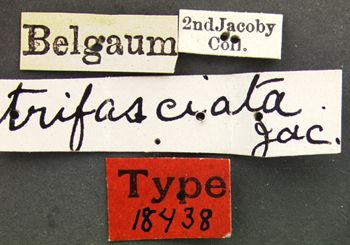 Belgaum
2nd Jacoby
Coll.
trifasciata
Jac.
Type
18438